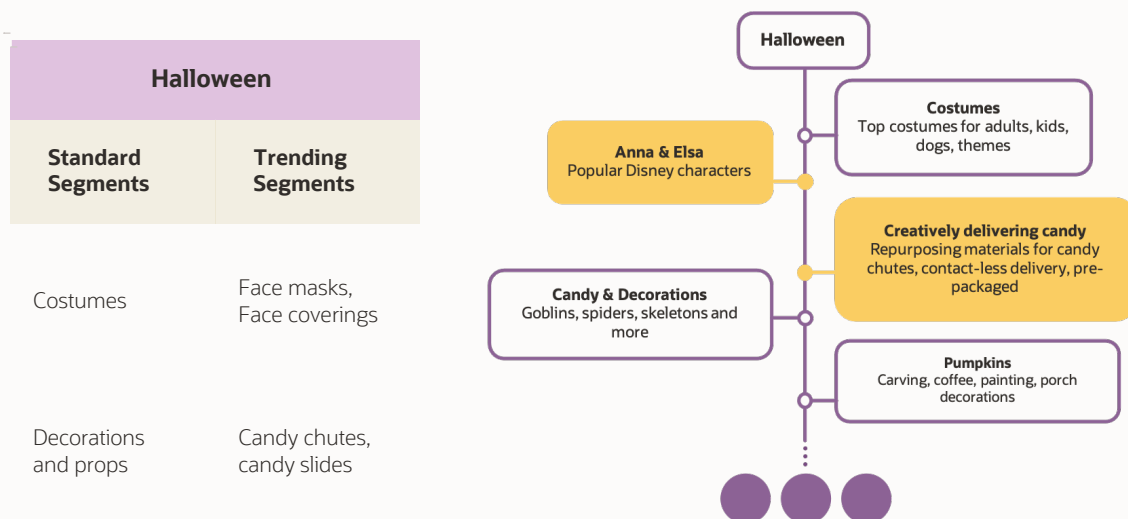 Halloween
Standard
Segments
Trending
Segments
Costumes
Face masks,
Face coverings
Decorations
and props
Candy chutes,
candy slides
Halloween
Costumes
Top costumes for adults, kids,
dogs, themes
Anna & Elsa
Popular Disney characters
Creatively delivering candy
Repurposing materials for candy
chutes, contact-less delivery, pre-
packaged
Candy & Decorations
Goblins, spiders, skeletons and
more
Pumpkins
Carving, coffee, painting, porch
decorations